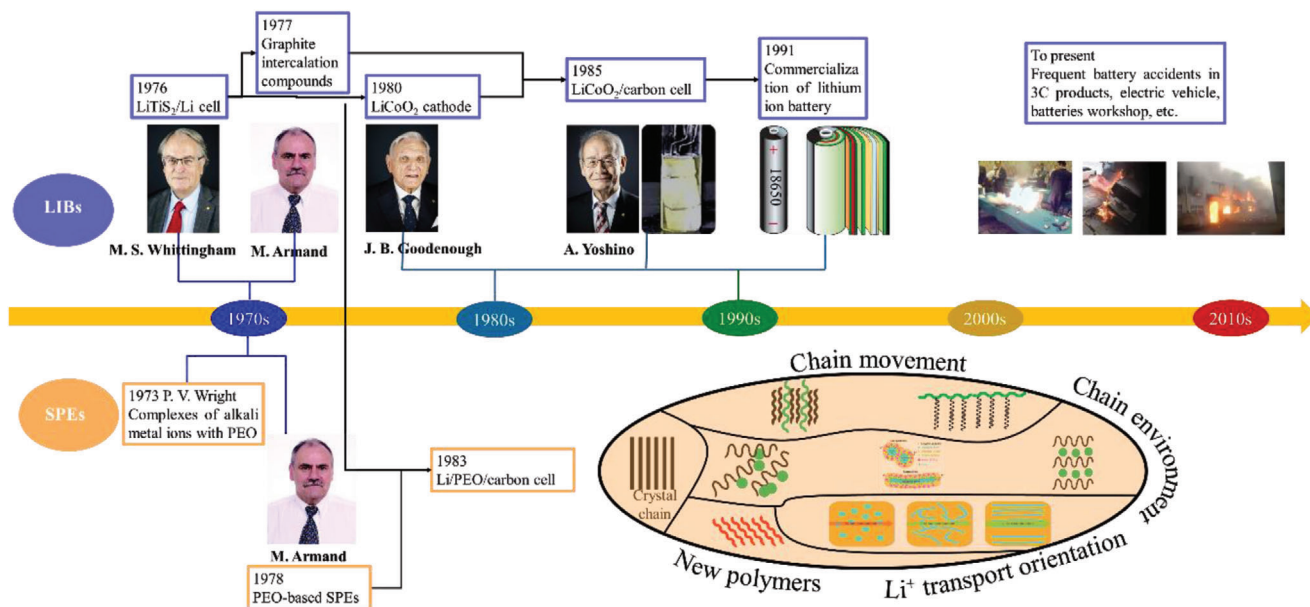 1977
Graphite
intercalation
compounds
1976
LiTiS₂/Li cell
1980
LiCoO₂ cathode
1985
LiCoO₂/carbon cell
1991
Commercializa
tion of lithium
ion battery
To present
Frequent battery accidents in
3C products, electric vehicle,
batteries workshop, etc.
LIBs
+ 18650 −
M. S. Whittingham
M. Armand
J. B. Goodenough
A. Yoshino
1970s
1980s
1990s
2000s
2010s
SPEs
1973 P. V. Wright
Complexes of alkali
metal ions with PEO
M. Armand
1978
PEO-based SPEs
1983
Li/PEO/carbon cell
Chain movement
Chain environment
Crystal
chain
New polymers
Li⁺ transport orientation